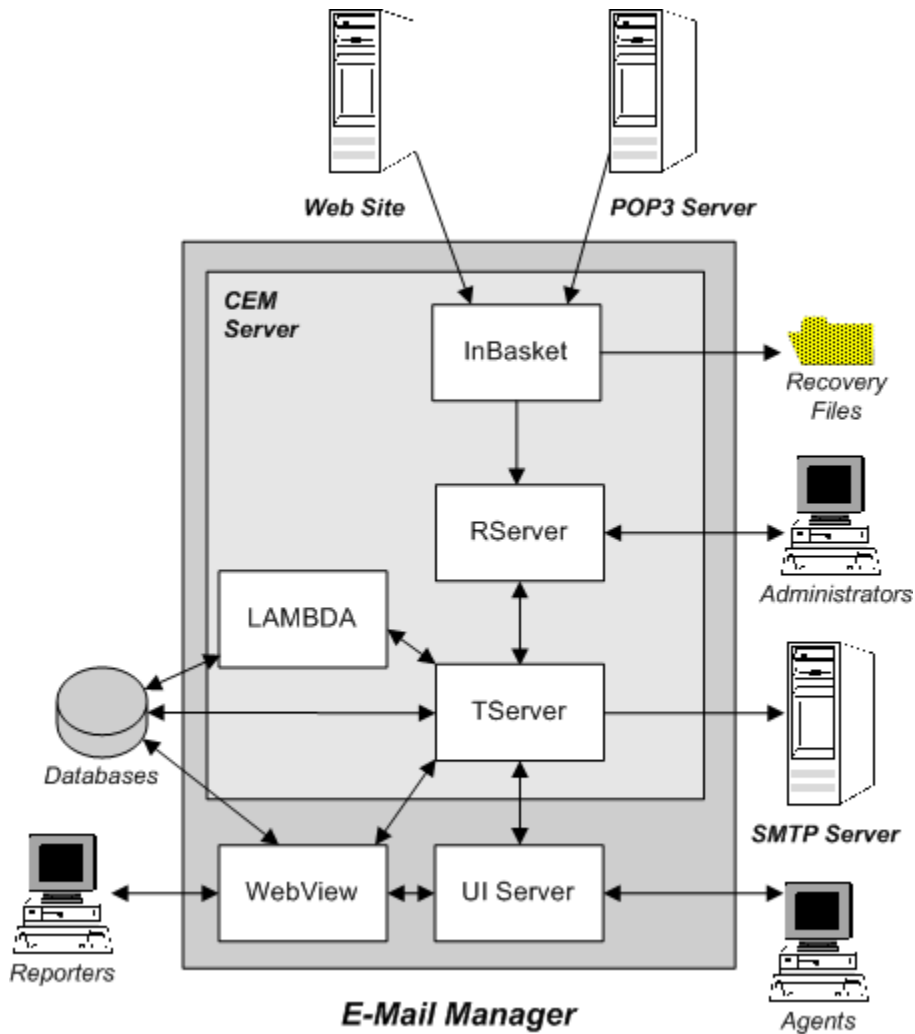 Web Site
POP3 Server
CEM
Server
InBasket
Recovery
Files
RServer
Administrators
LAMBDA
TServer
Databases
SMTP Server
WebView
UI Server
Reporters
Agents
E-Mail Manager